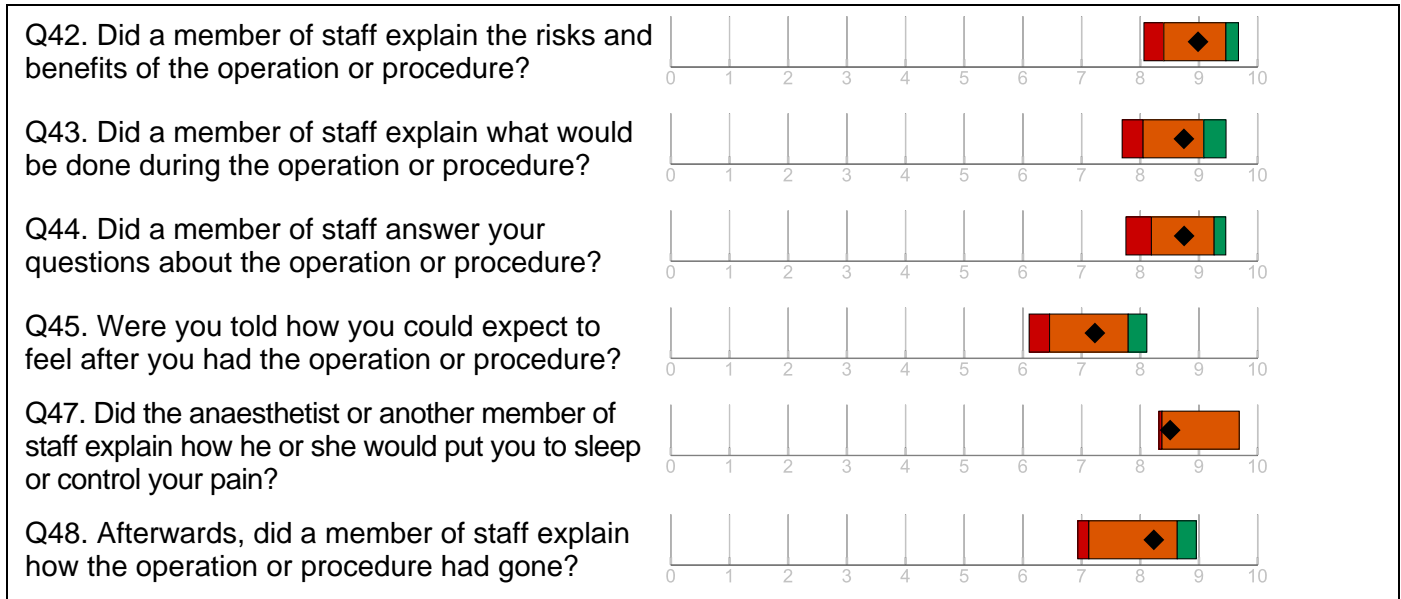 Q42. Did a member of staff explain the risks and
benefits of the operation or procedure?
0 1 2 3 4 5 6 7 8 9 10
Q43. Did a member of staff explain what would
be done during the operation or procedure?
0 1 2 3 4 5 6 7 8 9 10
Q44. Did a member of staff answer your
questions about the operation or procedure?
0 1 2 3 4 5 6 7 8 9 10
Q45. Were you told how you could expect to
feel after you had the operation or procedure?
0 1 2 3 4 5 6 7 8 9 10
Q47. Did the anaesthetist or another member of
staff explain how he or she would put you to sleep
or control your pain?
0 1 2 3 4 5 6 7 8 9 10
Q48. Afterwards, did a member of staff explain
how the operation or procedure had gone?
0 1 2 3 4 5 6 7 8 9 10